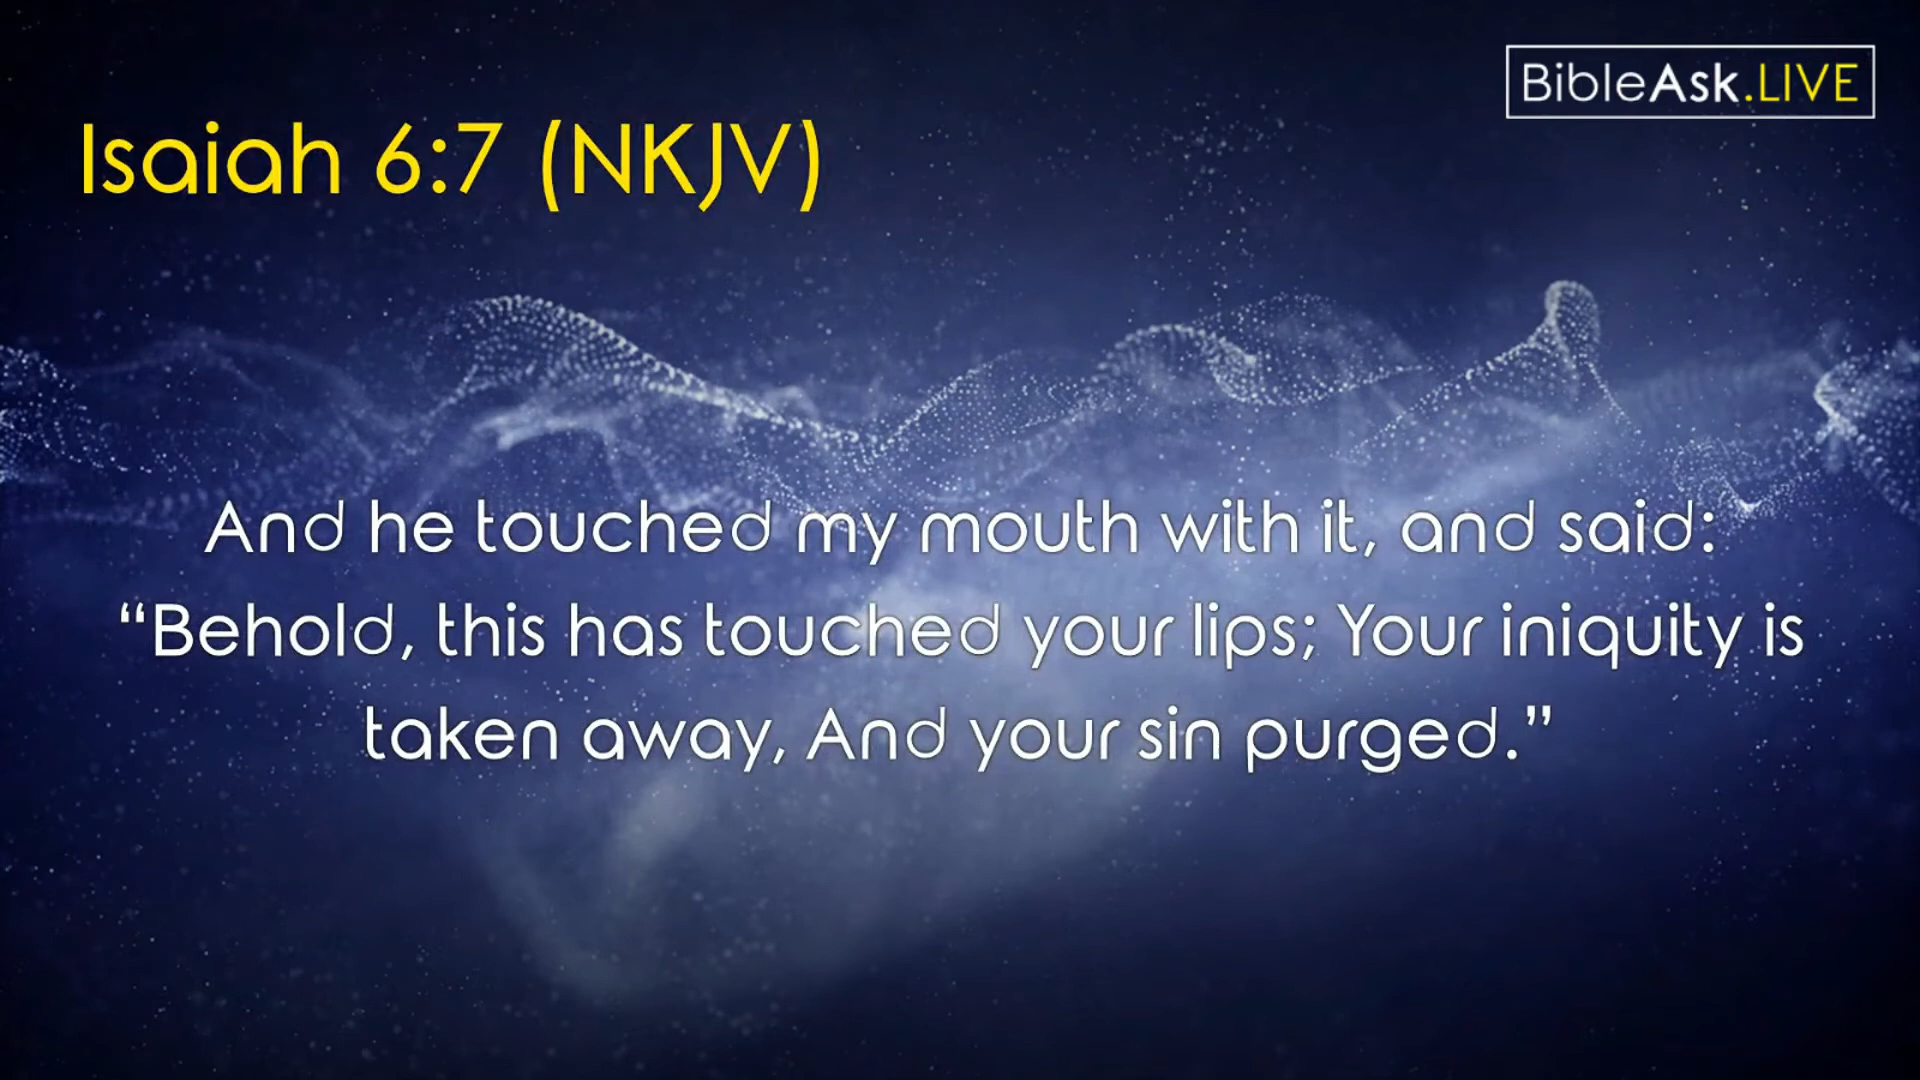 BibleAsk.LIVE
Isaiah 6:7 (NKJV)
And he touched my mouth with it, and said:
“Behold, this has touched your lips; Your iniquity is
taken away, And your sin purged.”